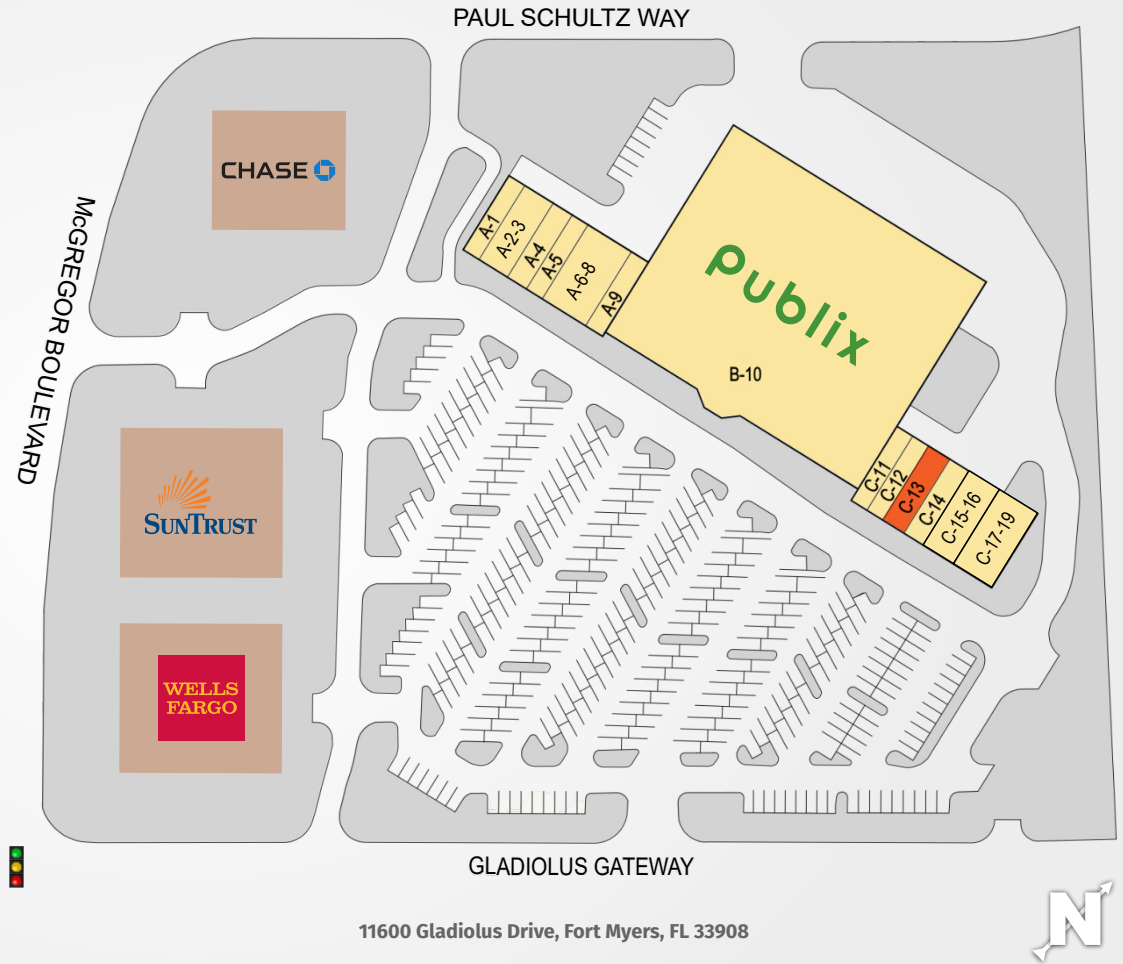 PAUL SCHULTZ WAY
CHASE
McGREGOR BOULEVARD
A-1
A-2-3
A-4
A-5
A-6-8
A-9
Publix
B-10
C-11
C-12
C-13
C-14
C-15-16
C-17-19
SUNTRUST
WELLS
FARGO
GLADIOLUS GATEWAY
11600 Gladiolus Drive, Fort Myers, FL 33908
N